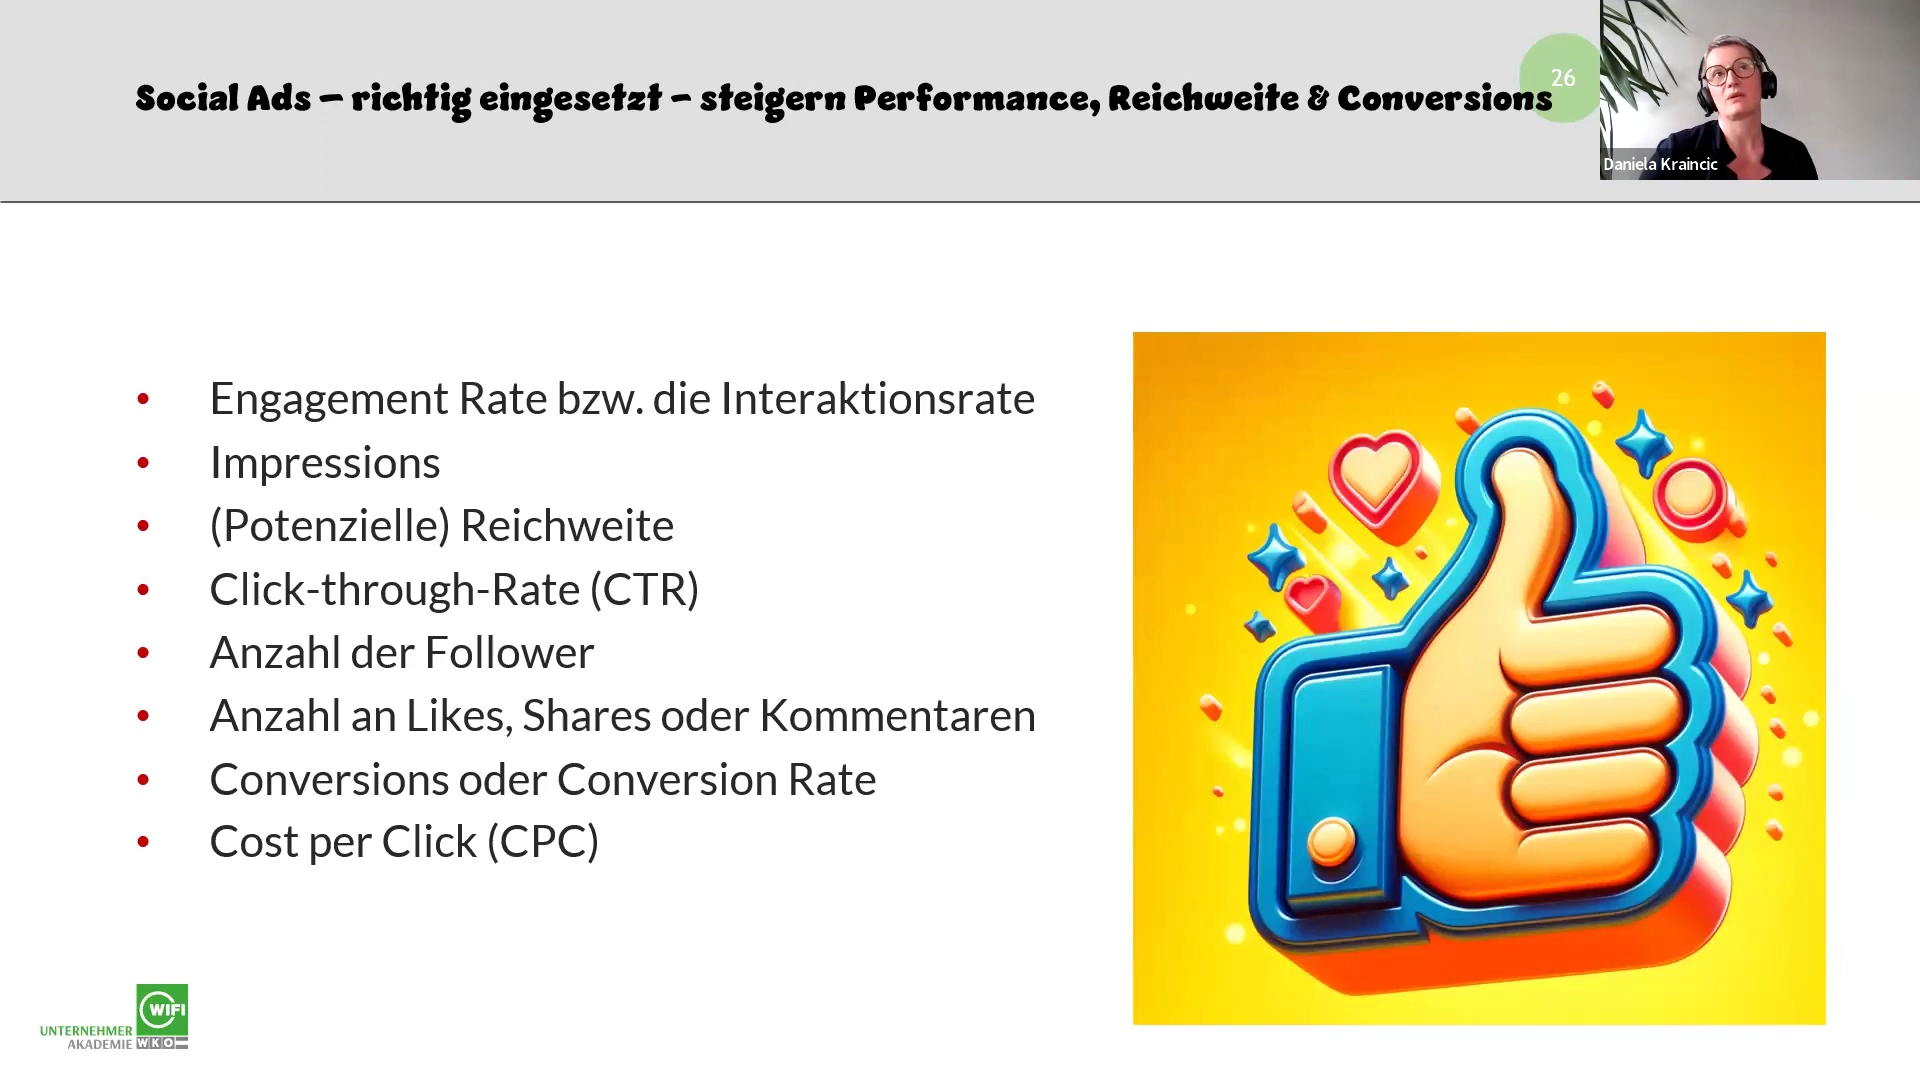 Social Ads – richtig eingesetzt – steigern Performance, Reichweite & Conversions
26
Daniela Kraincic
• Engagement Rate bzw. die Interaktionsrate
• Impressions
• (Potenzielle) Reichweite
• Click-through-Rate (CTR)
• Anzahl der Follower
• Anzahl an Likes, Shares oder Kommentaren
• Conversions oder Conversion Rate
• Cost per Click (CPC)
WIFI
UNTERNEHMER
AKADEMIE WKO